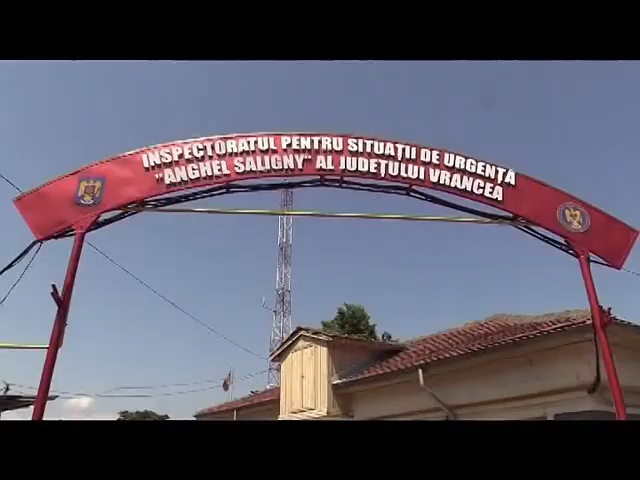 INSPECTORATUL PENTRU SITUAȚII DE URGENȚĂ
"ANGHEL SALIGNY" AL JUDEȚULUI VRANCEA